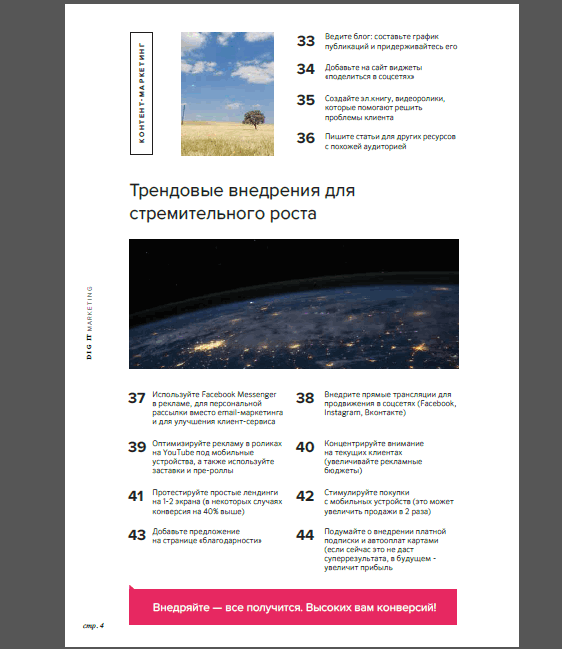 КОНТЕНТ-МАРКЕТИНГ
33 Ведите блог: составьте график
публикаций и придерживайтесь его
34 Добавьте на сайт виджеты
«поделиться в соцсетях»
35 Создайте эл.книгу, видеоролики,
которые помогают решить
проблемы клиента
36 Пишите статьи для других ресурсов
с похожей аудиторией
Трендовые внедрения для
стремительного роста
DIG IT MARKETING
37 Используйте Facebook Messenger
в рекламе, для персональной
рассылки вместо email-маркетинга
и для улучшения клиент-сервиса
38 Внедрите прямые трансляции для
продвижения в соцсетях (Facebook,
Instagram, Вконтакте)
39 Оптимизируйте рекламу в роликах
на YouTube под мобильные
устройства, а также используйте
заставки и пре-роллы
40 Концентрируйте внимание
на текущих клиентах
(увеличивайте рекламные
бюджеты)
41 Протестируйте простые лендинги
на 1-2 экрана (в некоторых случаях
конверсия на 40% выше)
42 Стимулируйте покупки
с мобильных устройств (это может
увеличить продажи в 2 раза)
43 Добавьте предложение
на странице «благодарности»
44 Подумайте о внедрении платной
подписки и автооплат картами
(если сейчас это не даст
суперрезультата, в будущем -
увеличит прибыль
Внедряйте — все получится. Высоких вам конверсий!
стр. 4